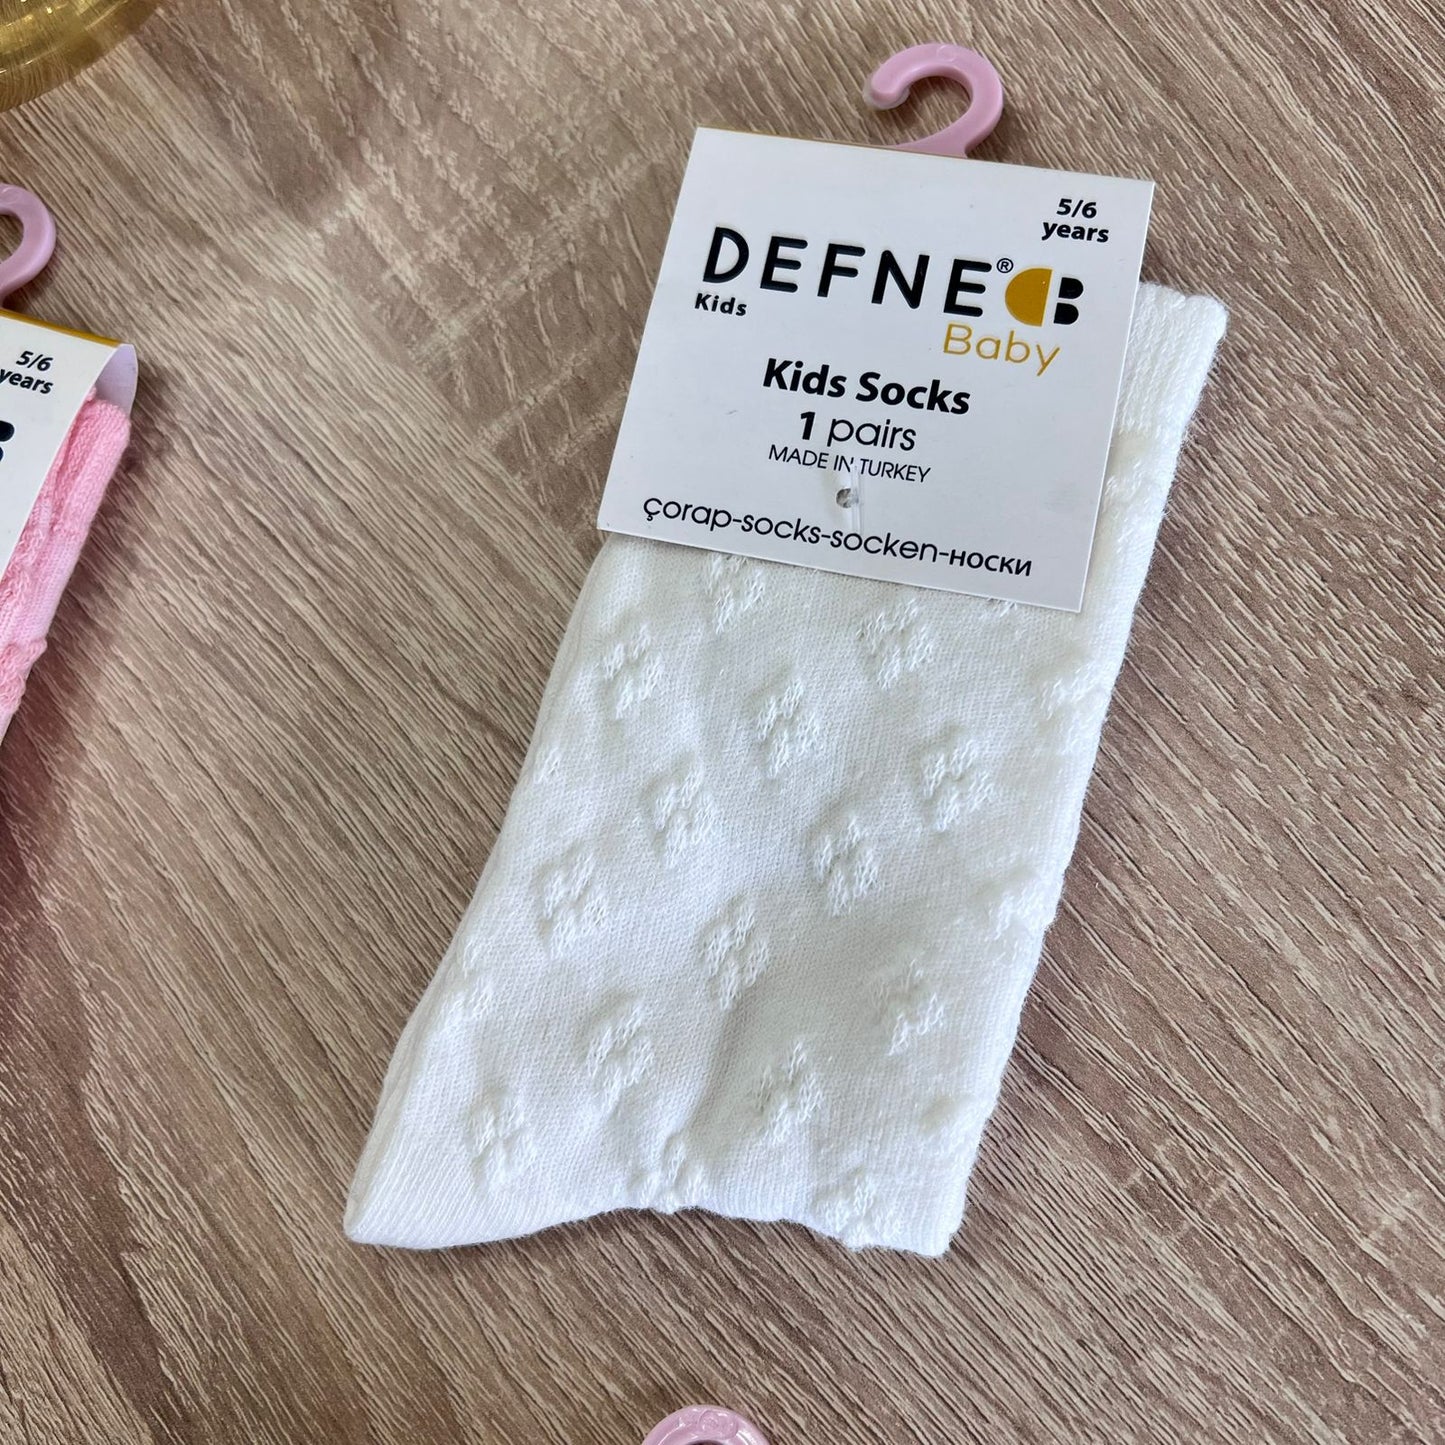 5/6
years
DEFNE®
Kids
Baby
Kids Socks
1 pairs
MADE IN TURKEY
çorap-socks-socken-носки
5/6
years